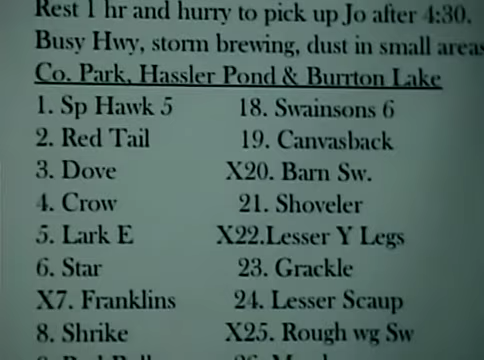 Rest 1 hr and hurry to pick up Jo after 4:30.
Busy Hwy, storm brewing, dust in small areas
Co. Park, Hassler Pond & Burrton Lake
1. Sp Hawk 5 18. Swainsons 6
2. Red Tail 19. Canvasback
3. Dove X20. Barn Sw.
4. Crow 21. Shoveler
5. Lark E X22.Lesser Y Legs
6. Star 23. Grackle
X7. Franklins 24. Lesser Scaup
8. Shrike X25. Rough wg Sw